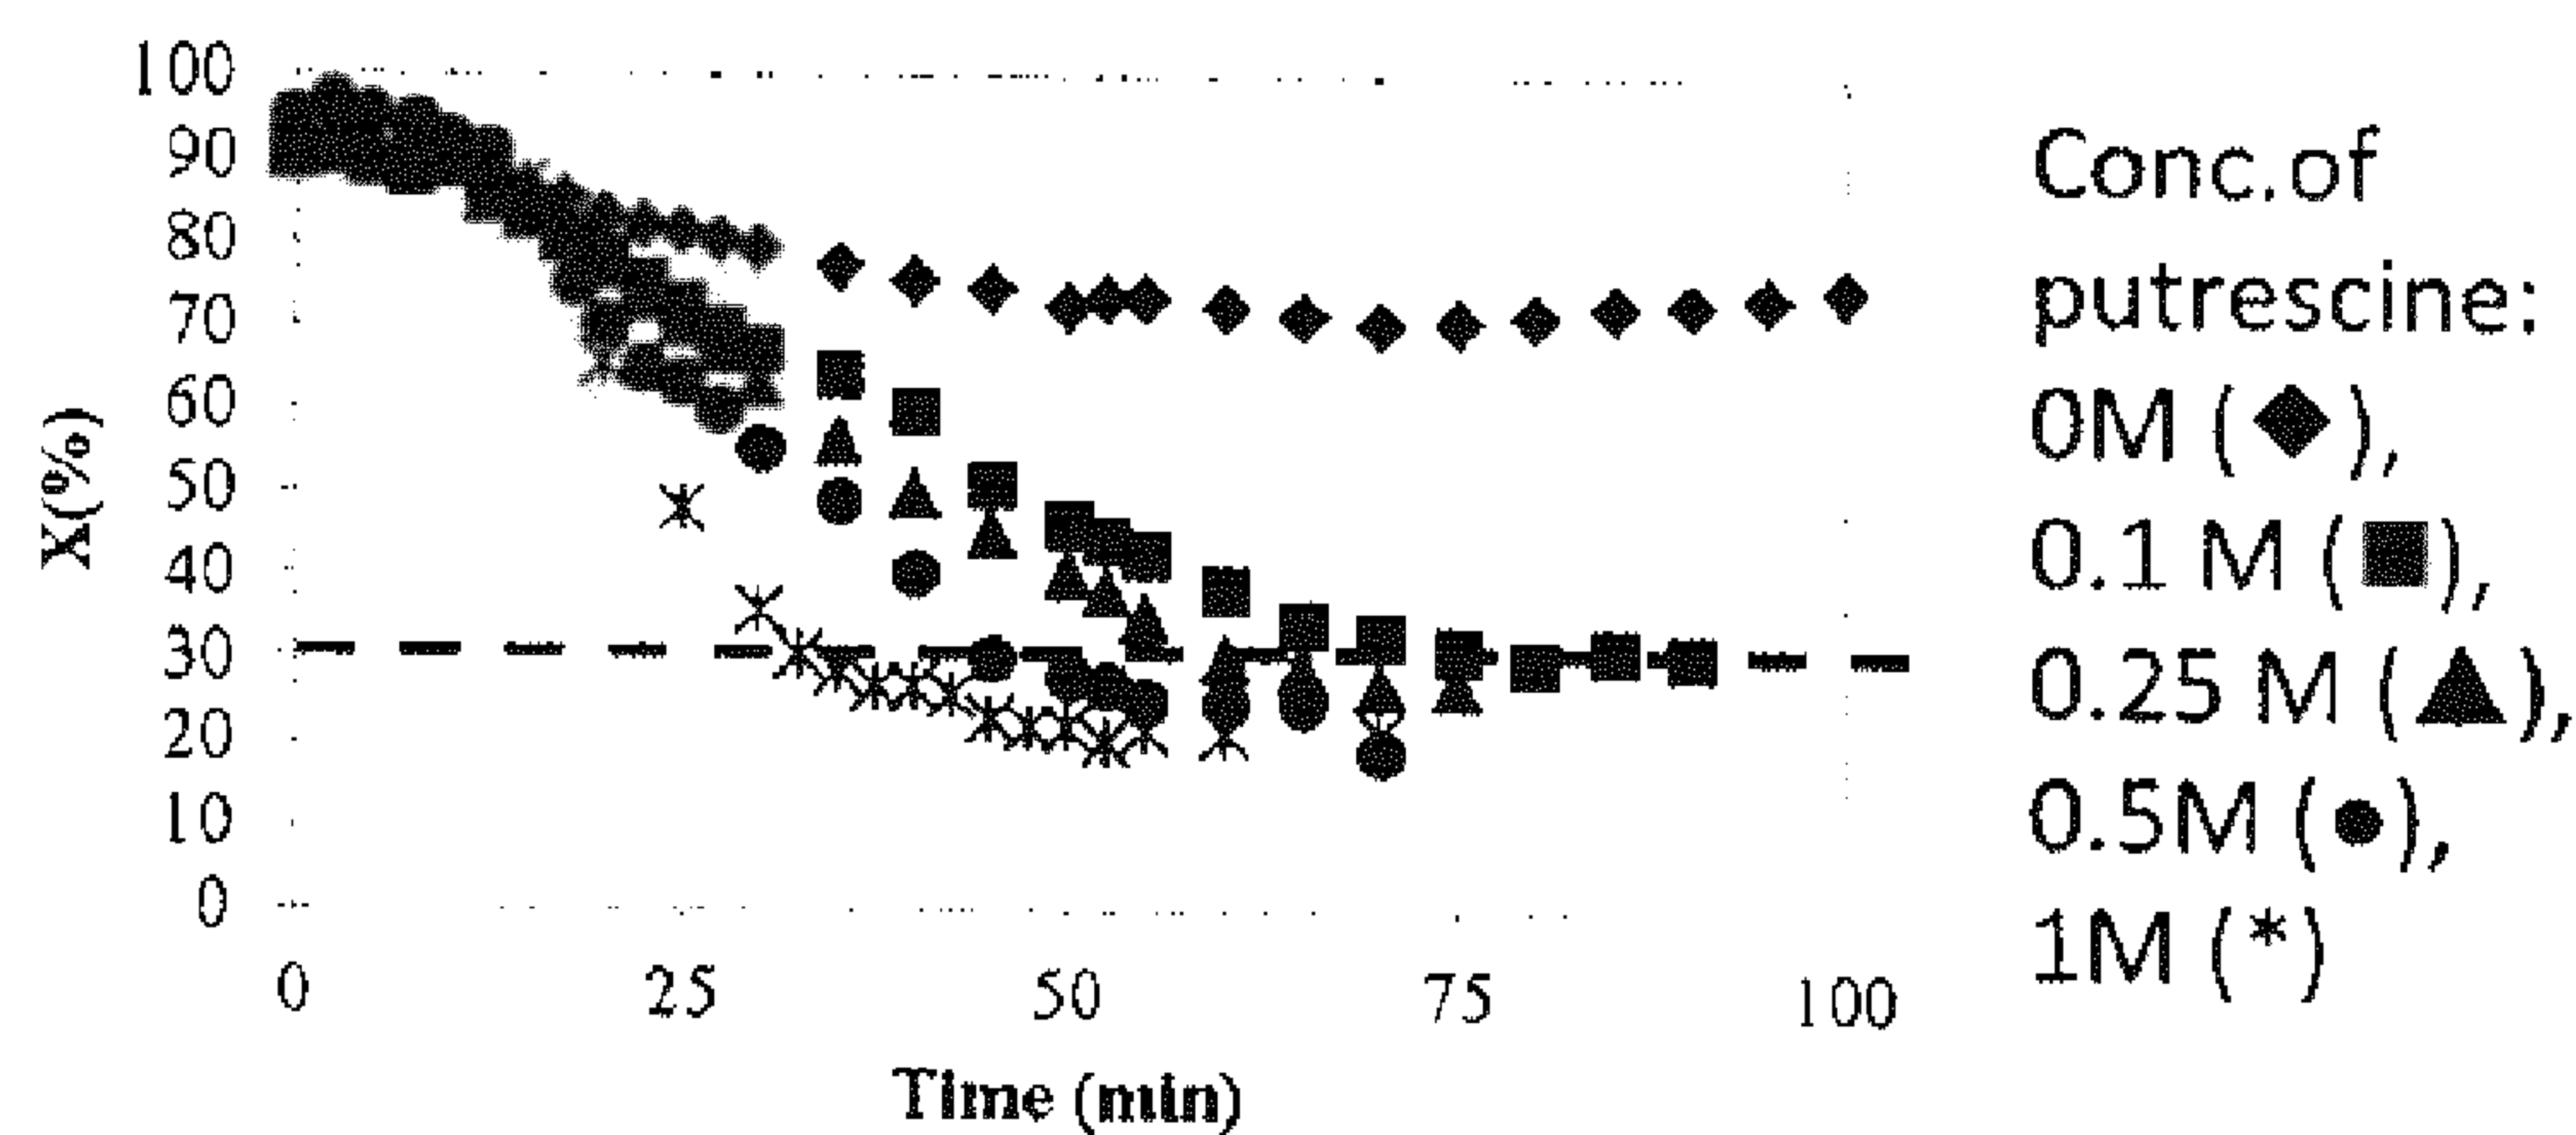 100
90
80
70
60
50
40
30
20
10
0
X(%)
0 25 50 75 100
Time (min)
Conc.of
putrescine:
0M (◆),
0.1 M (■),
0.25 M (▲),
0.5M (●),
1M (*)